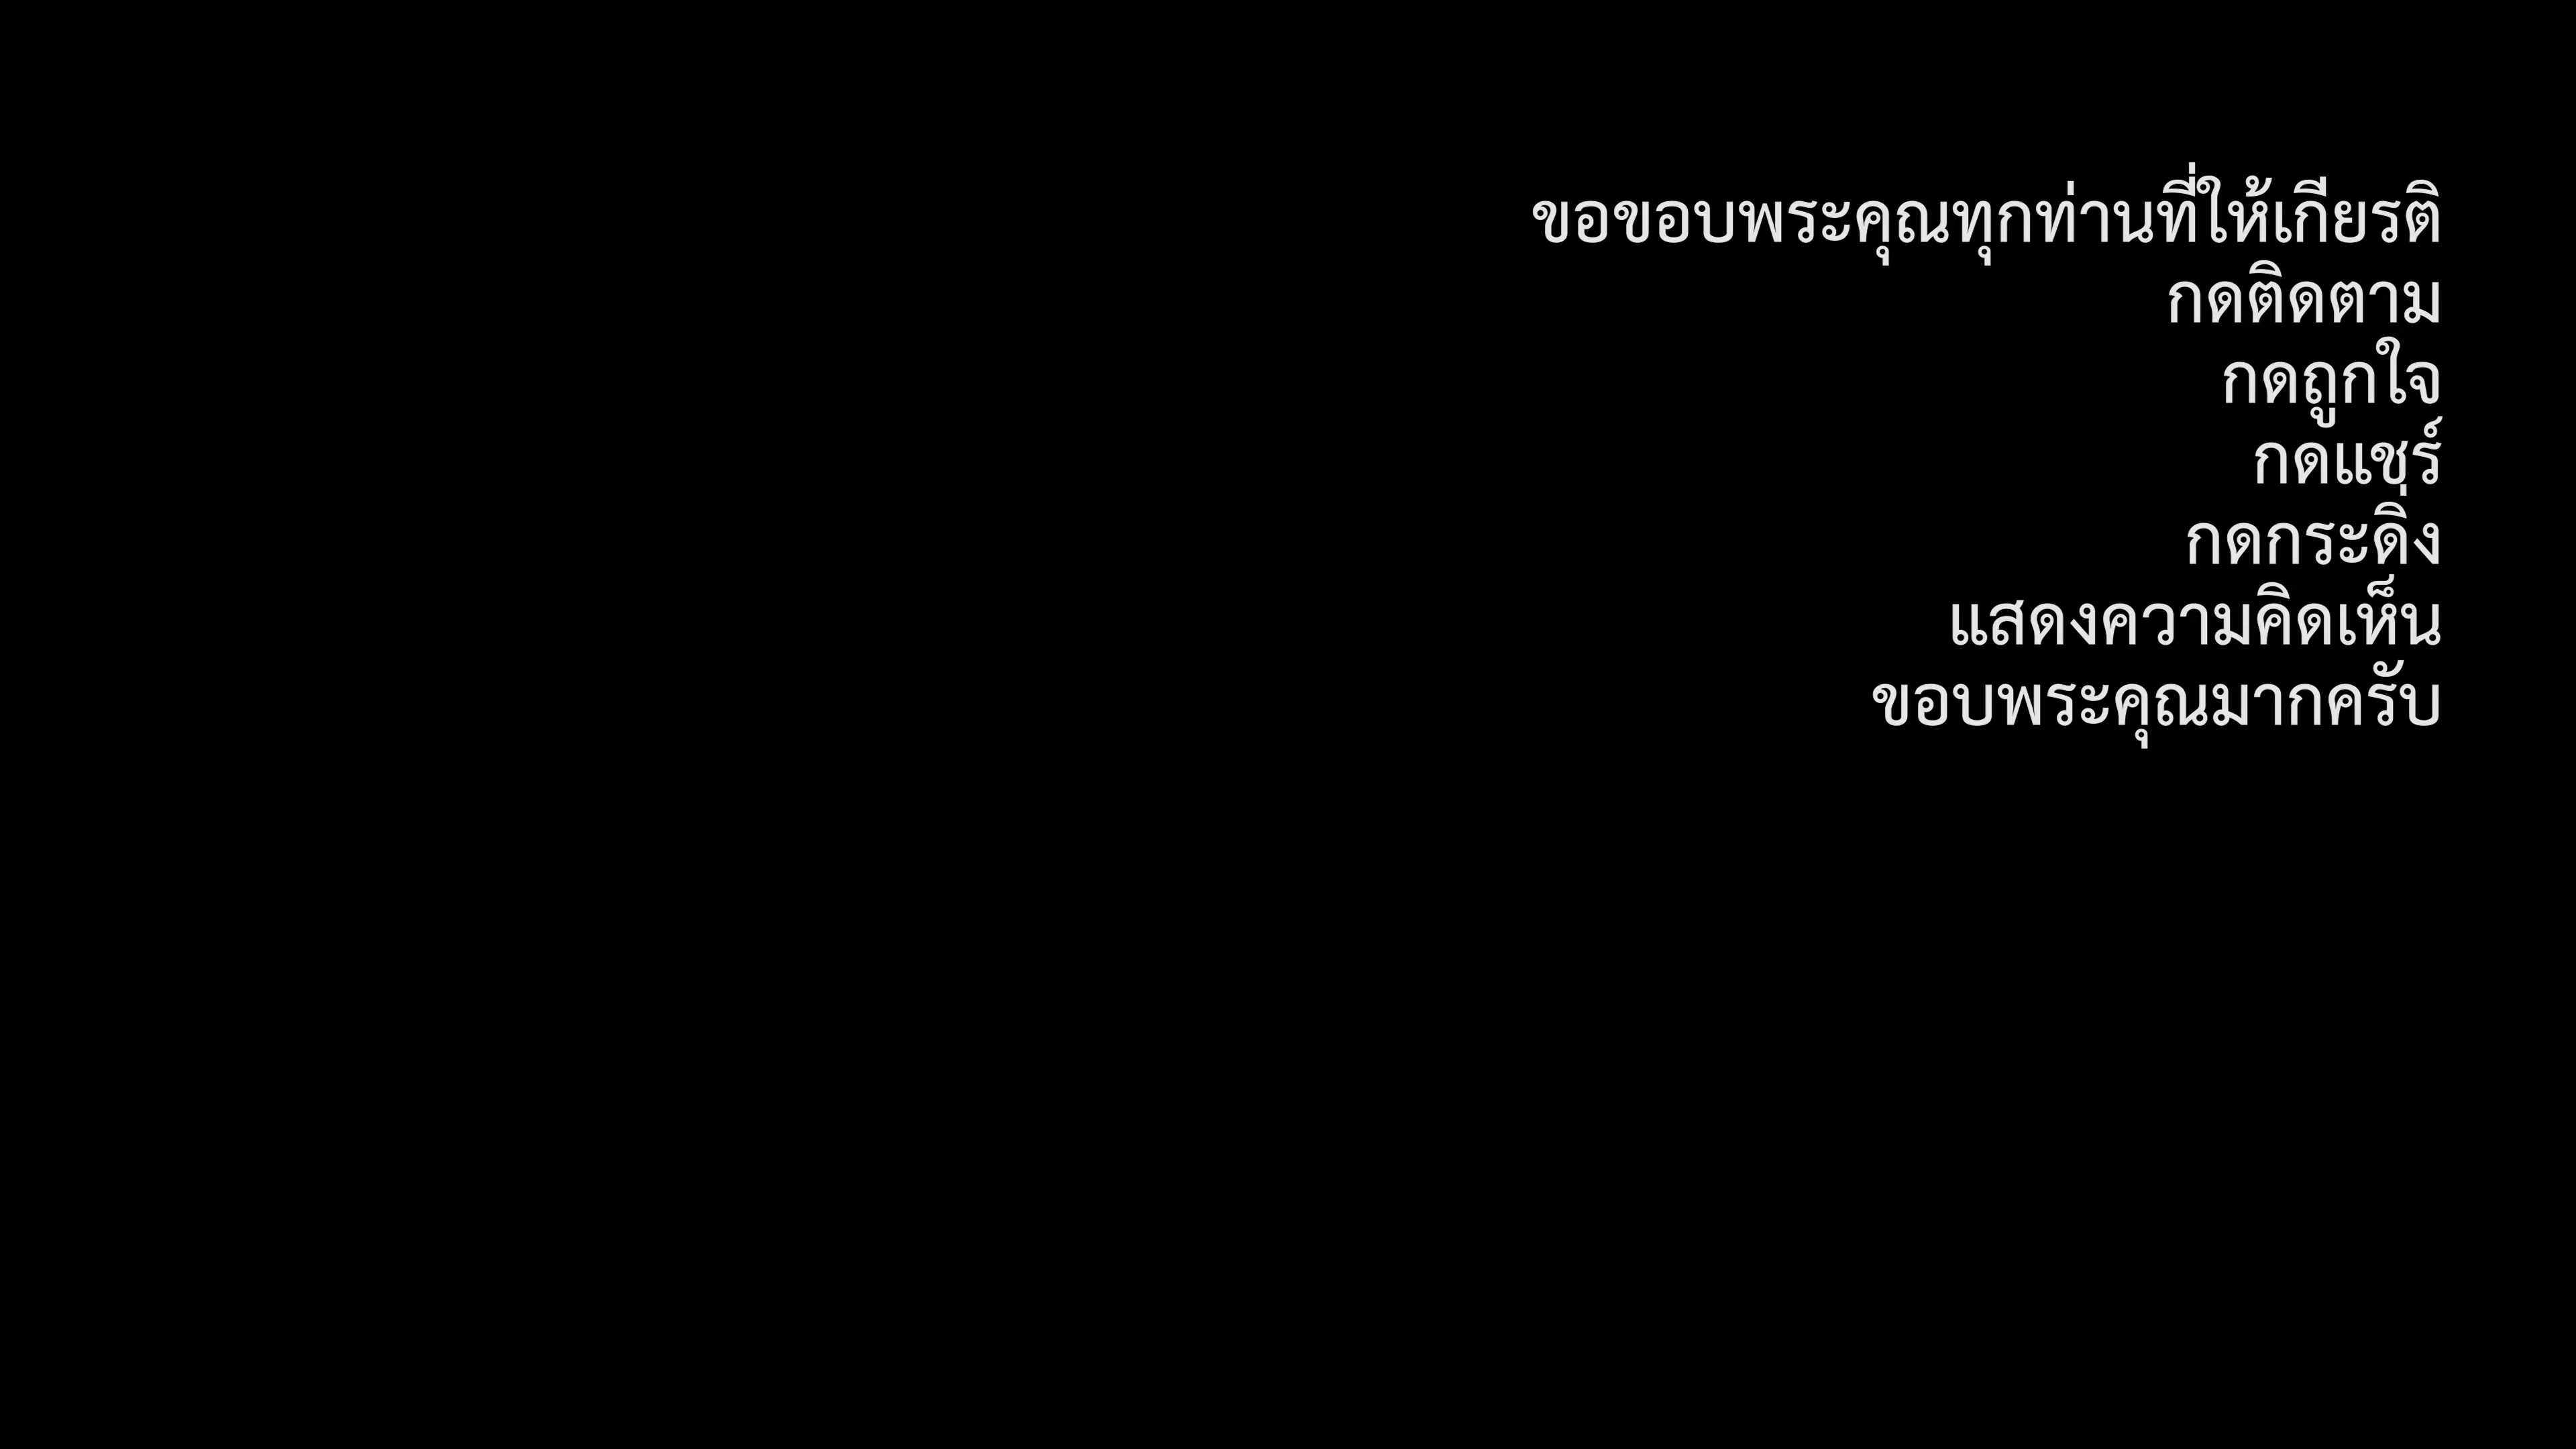 ขอขอบพระคุณทุกท่านที่ให้เกียรติ
กดติดตาม
กดถูกใจ
กดแชร์
กดกระดิ่ง
แสดงความคิดเห็น
ขอบพระคุณมากครับ